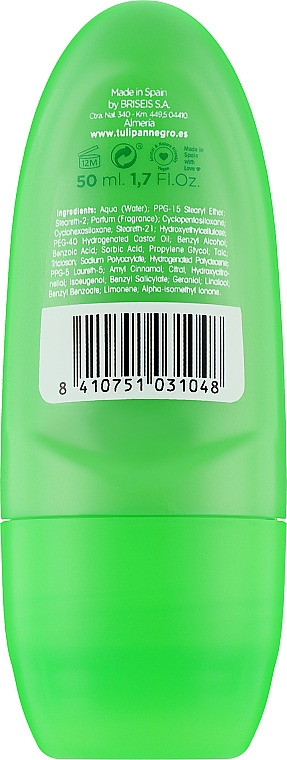 Made in Spain
by BRISEIS S.A.
Ctra. Nal. 340 - Km. 449,5 04410.
Almería
www.tulipannegro.es
12M
Vegan
Made in
Spain
with
Love
50 ml. 1,7 Fl.Oz.
Ingredients: Aqua (Water); PPG-15 Stearyl Ether;
Steareth-2; Parfum (Fragrance); Cyclopentasiloxane;
Cyclohexasiloxane, Steareth-21; Hydroxyethylcellulose;
PEG-40 Hydrogenated Castor Oil, Benzyl Alcohol;
Benzoic Acid, Sorbic Acid, Propylene Glycol, Talc;
Triclosan, Sodium Polyacrylate, Hydrogenated Polydecene;
PPG-5 Laureth-5; Amyl Cinnamal, Citral, Hydroxycitro-
nellal, Isoeugenol, Benzyl Salicylate; Geraniol; Linalool,
Benzyl Benzoate; Limonene, Alpha-isomethyl Ionone.
8 410751 031048